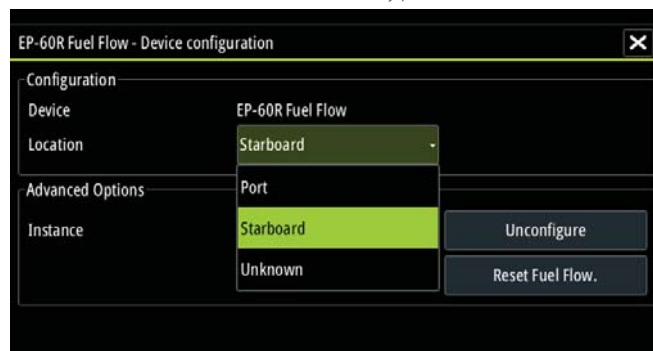 EP-60R Fuel Flow - Device configuration
Configuration
Device EP-60R Fuel Flow
Location Starboard
Port
Advanced Options
Instance Starboard Unconfigure
Unknown Reset Fuel Flow.